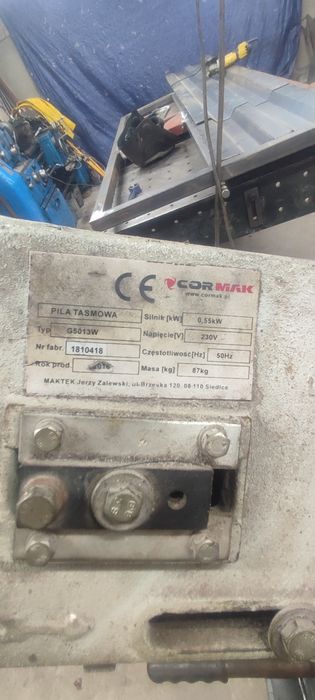 CE CORMAK
www.cormak.pl
PIŁA TAŚMOWA Silnik [kW] 0,55kW
Typ G5013W Napięcie[V] 230V
Nr fabr. 1810418 Częstotliwość[Hz] 50Hz
Rok prod. Masa [kg] 87kg
MAKTEK Jerzy Zalewski, ul.Brzeska 120, 08-110 Siedlce